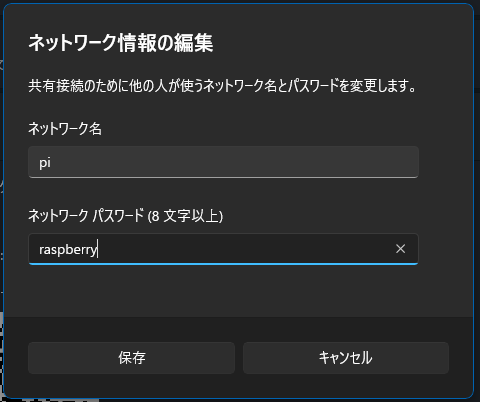 ネットワーク情報の編集
共有接続のために他の人が使うネットワーク名とパスワードを変更します。
ネットワーク名
pi
ネットワーク パスワード (8 文字以上)
raspberry
保存
キャンセル